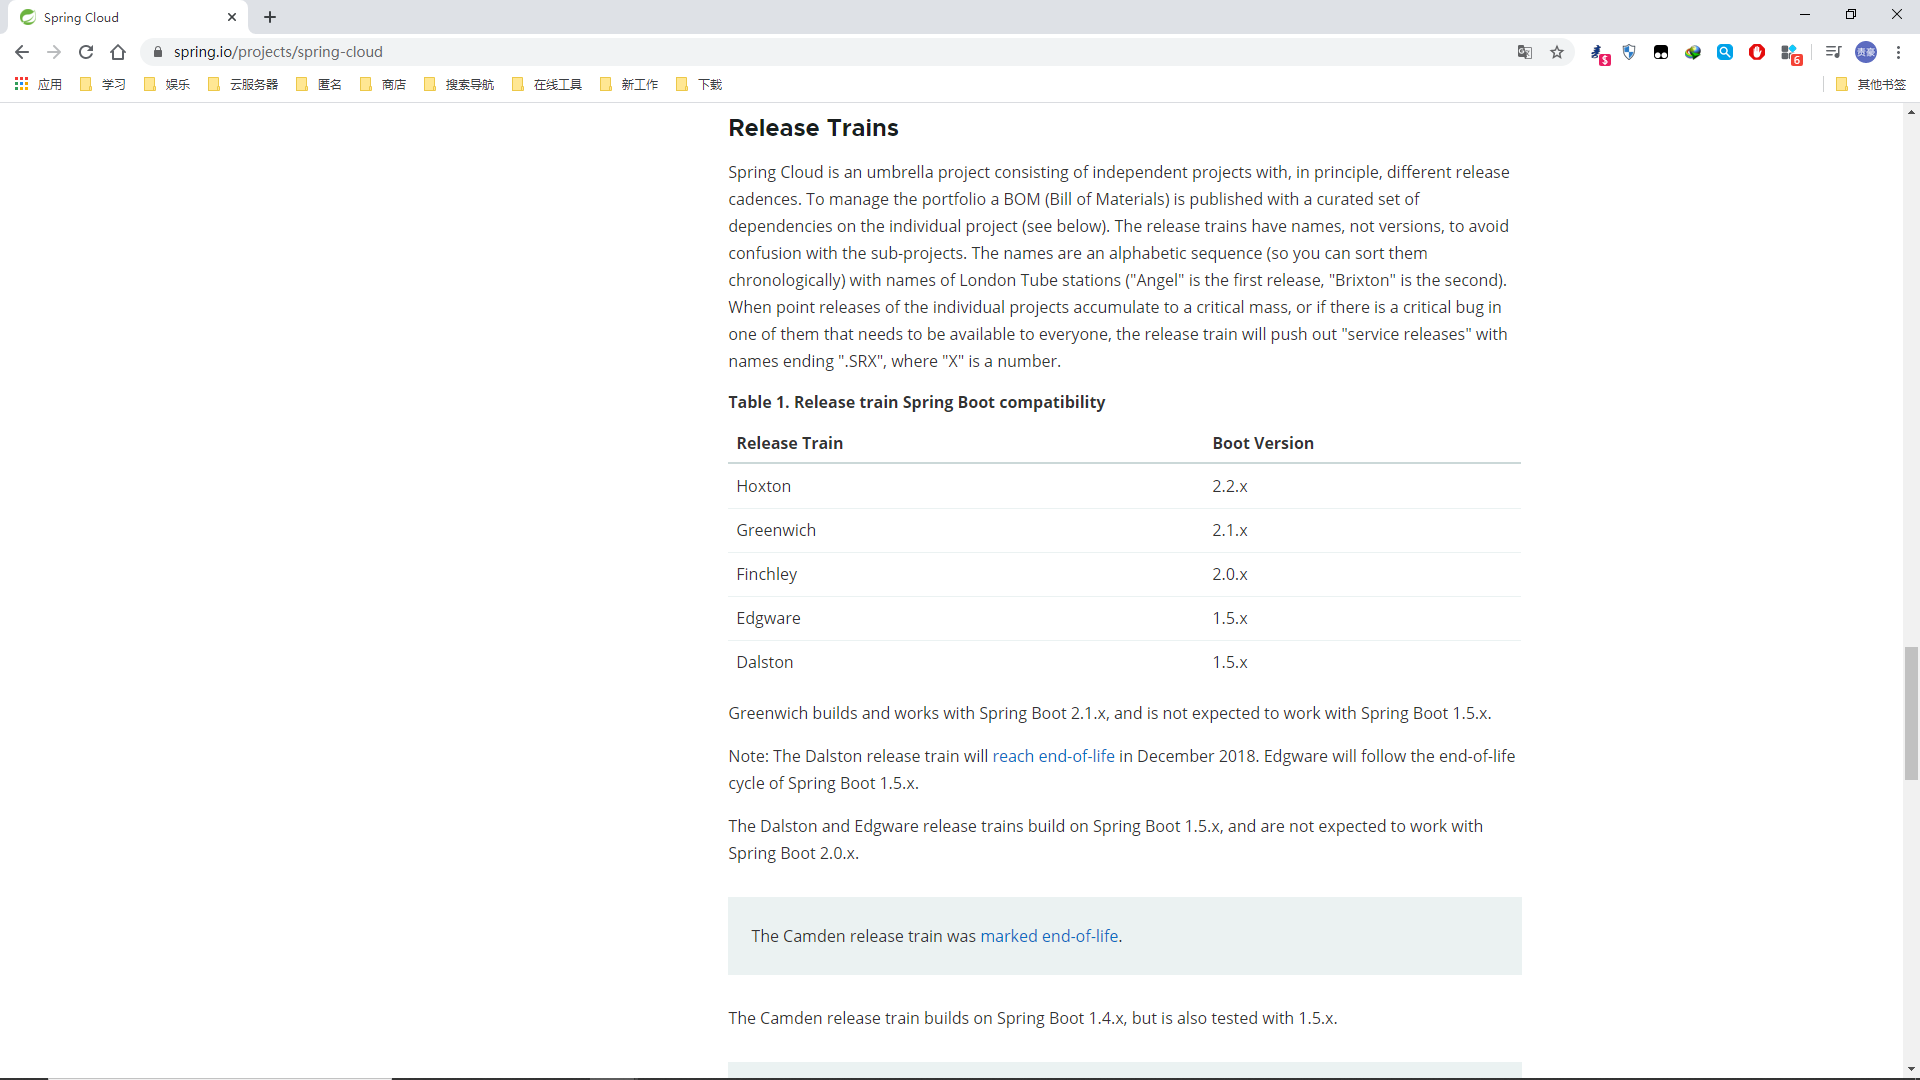 Spring Cloud
spring.io/projects/spring-cloud
$
6
责豪
应用
学习
娱乐
云服务器
匿名
商店
搜索导航
在线工具
新工作
下载
其他书签
Release Trains
Spring Cloud is an umbrella project consisting of independent projects with, in principle, different release
cadences. To manage the portfolio a BOM (Bill of Materials) is published with a curated set of
dependencies on the individual project (see below). The release trains have names, not versions, to avoid
confusion with the sub-projects. The names are an alphabetic sequence (so you can sort them
chronologically) with names of London Tube stations ("Angel" is the first release, "Brixton" is the second).
When point releases of the individual projects accumulate to a critical mass, or if there is a critical bug in
one of them that needs to be available to everyone, the release train will push out "service releases" with
names ending ".SRX", where "X" is a number.
Table 1. Release train Spring Boot compatibility
Release Train Boot Version
Hoxton 2.2.x
Greenwich 2.1.x
Finchley 2.0.x
Edgware 1.5.x
Dalston 1.5.x
Greenwich builds and works with Spring Boot 2.1.x, and is not expected to work with Spring Boot 1.5.x.
Note: The Dalston release train will reach end-of-life in December 2018. Edgware will follow the end-of-life
cycle of Spring Boot 1.5.x.
The Dalston and Edgware release trains build on Spring Boot 1.5.x, and are not expected to work with
Spring Boot 2.0.x.
The Camden release train was marked end-of-life.
The Camden release train builds on Spring Boot 1.4.x, but is also tested with 1.5.x.